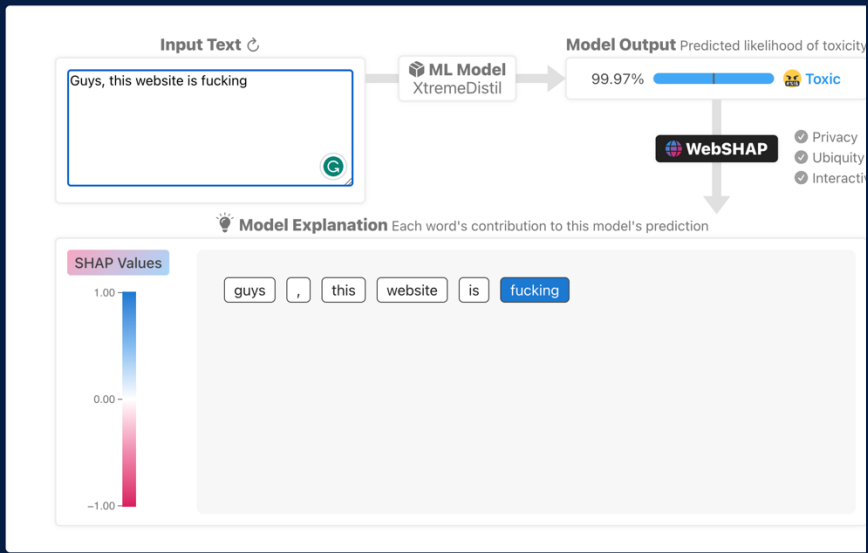 Input Text
Guys, this website is fucking
ML Model
XtremeDistil
Model Output Predicted likelihood of toxicity
99.97% Toxic
WebSHAP
Privacy
Ubiquity
Model Explanation Each word's contribution to this model's prediction
SHAP Values
1.00
0.00
−1.00
guys , this website is fucking